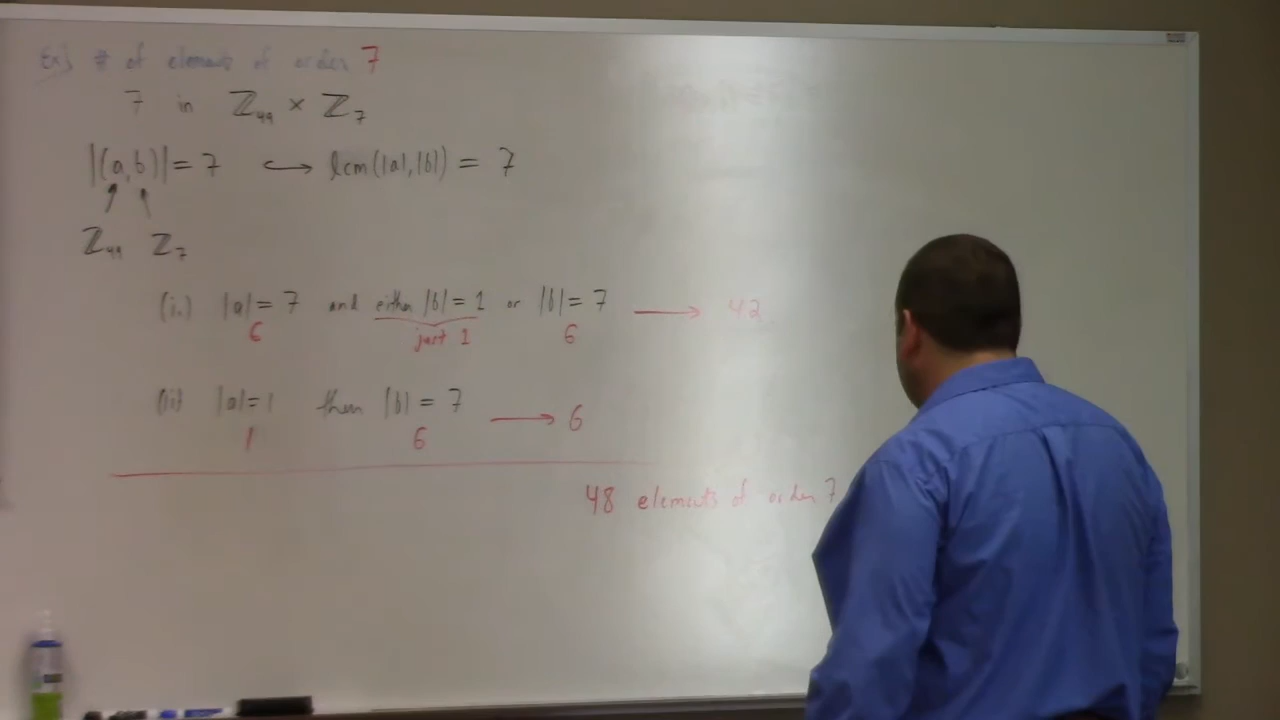 Ex) # of elements of order 7
7 in ℤ₄₉ × ℤ₇
|(a,b)| = 7 ↪ lcm(|a|,|b|) = 7
ℤ₄₉ ℤ₇
(i.) |a| = 7 and either |b| = 1 or |b| = 7 → 42
6 just 1 6
(ii) |a| = 1 then |b| = 7 → 6
1 6
48 elements of order 7